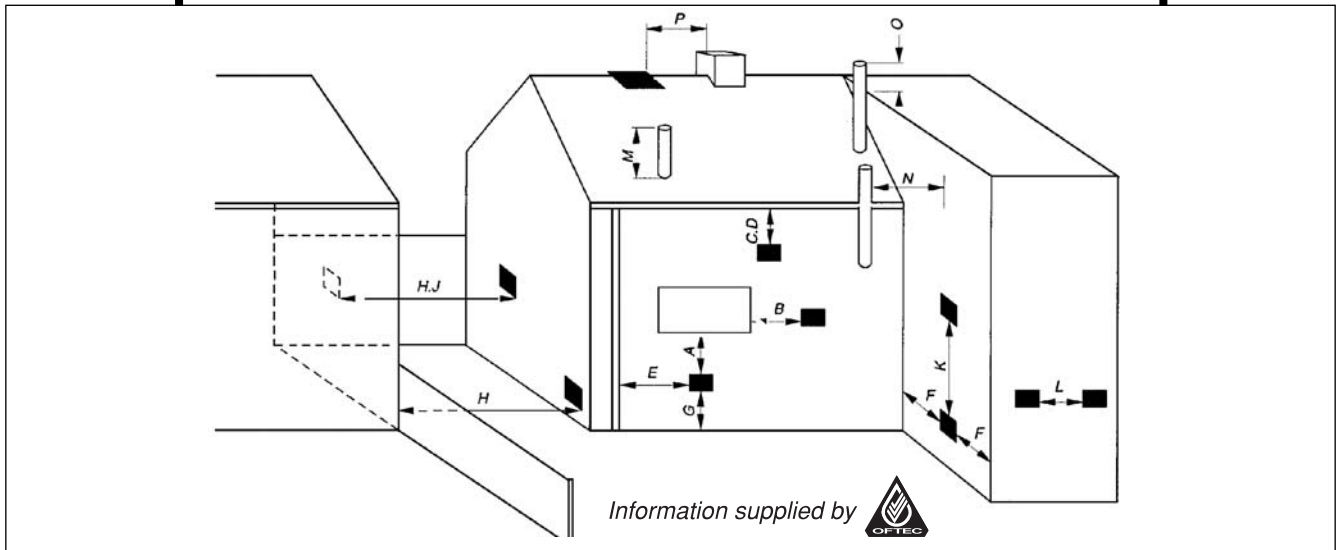 P
O
M
N
C.D
H.J
B
A
K
E
L
F
H
G
F
Information supplied by
OFTEC